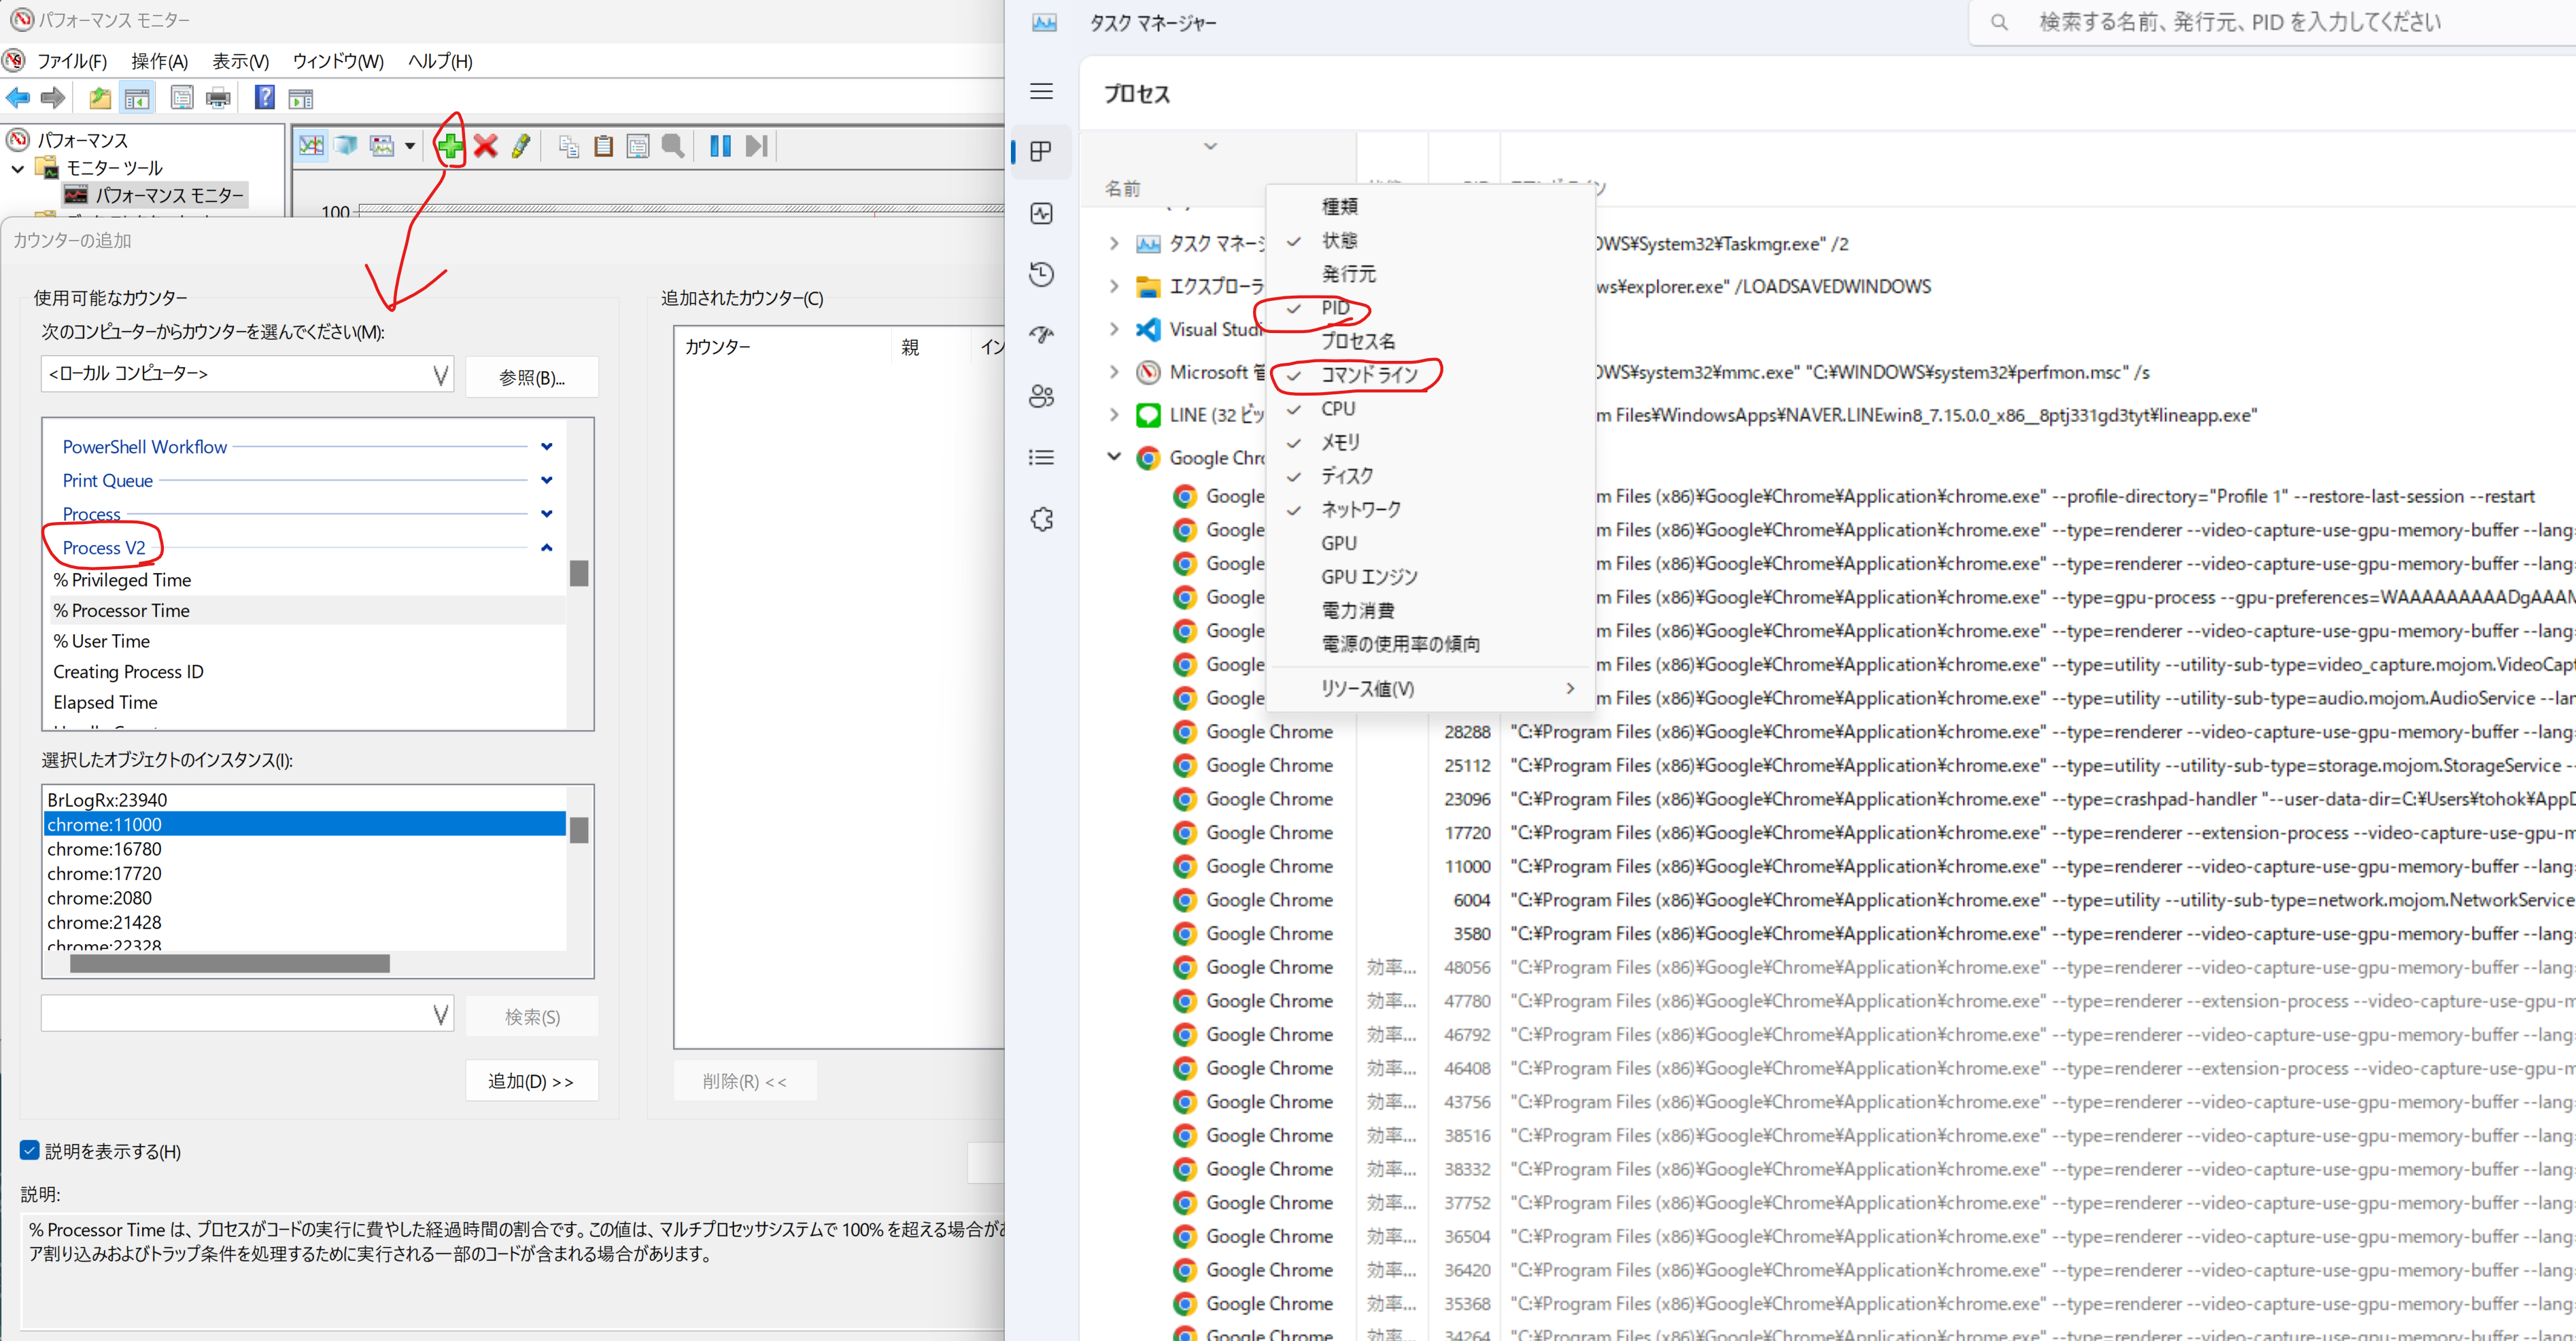 パフォーマンス モニター
ファイル(F) 操作(A) 表示(V) ウィンドウ(W) ヘルプ(H)
パフォーマンス
モニター ツール
パフォーマンス モニター
100
カウンターの追加
使用可能なカウンター
次のコンピューターからカウンターを選んでください(M):
<ローカル コンピューター>
参照(B)...
PowerShell Workflow
Print Queue
Process
Process V2
% Privileged Time
% Processor Time
% User Time
Creating Process ID
Elapsed Time
選択したオブジェクトのインスタンス(I):
BrLogRx:23940
chrome:11000
chrome:16780
chrome:17720
chrome:2080
chrome:21428
chrome:22328
検索(S)
追加(D) >>
追加されたカウンター(C)
カウンター 親 イン
削除(R) <<
説明を表示する(H)
説明:
% Processor Time は、プロセスがコードの実行に費やした経過時間の割合です。この値は、マルチプロセッサシステムで 100% を超える場合が
ア割り込みおよびトラップ条件を処理するために実行される一部のコードが含まれる場合があります。
タスク マネージャー
検索する名前、発行元、PID を入力してください
プロセス
名前
種類
状態
発行元
PID
プロセス名
コマンド ライン
CPU
メモリ
ディスク
ネットワーク
GPU
GPU エンジン
電力消費
電源の使用率の傾向
リソース値(V)
タスク マネージ OWS¥System32¥Taskmgr.exe" /2
エクスプローラ ws¥explorer.exe" /LOADSAVEDWINDOWS
Visual Studi
Microsoft 管 OWS¥system32¥mmc.exe" "C:¥WINDOWS¥system32¥perfmon.msc" /s
LINE (32 ビッ m Files¥WindowsApps¥NAVER.LINEwin8_7.15.0.0_x86__8ptj331gd3tyt¥lineapp.exe"
Google Chr
Google m Files (x86)¥Google¥Chrome¥Application¥chrome.exe" --profile-directory="Profile 1" --restore-last-session --restart
Google m Files (x86)¥Google¥Chrome¥Application¥chrome.exe" --type=renderer --video-capture-use-gpu-memory-buffer --lang
Google m Files (x86)¥Google¥Chrome¥Application¥chrome.exe" --type=renderer --video-capture-use-gpu-memory-buffer --lang
Google m Files (x86)¥Google¥Chrome¥Application¥chrome.exe" --type=gpu-process --gpu-preferences=WAAAAAAAAADgAAA
Google m Files (x86)¥Google¥Chrome¥Application¥chrome.exe" --type=renderer --video-capture-use-gpu-memory-buffer --lang
Google m Files (x86)¥Google¥Chrome¥Application¥chrome.exe" --type=utility --utility-sub-type=video_capture.mojom.VideoCapt
Google m Files (x86)¥Google¥Chrome¥Application¥chrome.exe" --type=utility --utility-sub-type=audio.mojom.AudioService --lan
Google Chrome 28288 "C:¥Program Files (x86)¥Google¥Chrome¥Application¥chrome.exe" --type=renderer --video-capture-use-gpu-memory-buffer --lang
Google Chrome 25112 "C:¥Program Files (x86)¥Google¥Chrome¥Application¥chrome.exe" --type=utility --utility-sub-type=storage.mojom.StorageService -
Google Chrome 23096 "C:¥Program Files (x86)¥Google¥Chrome¥Application¥chrome.exe" --type=crashpad-handler "--user-data-dir=C:¥Users¥tohok¥AppD
Google Chrome 17720 "C:¥Program Files (x86)¥Google¥Chrome¥Application¥chrome.exe" --type=renderer --extension-process --video-capture-use-gpu-m
Google Chrome 11000 "C:¥Program Files (x86)¥Google¥Chrome¥Application¥chrome.exe" --type=renderer --video-capture-use-gpu-memory-buffer --lang
Google Chrome 6004 "C:¥Program Files (x86)¥Google¥Chrome¥Application¥chrome.exe" --type=utility --utility-sub-type=network.mojom.NetworkService
Google Chrome 3580 "C:¥Program Files (x86)¥Google¥Chrome¥Application¥chrome.exe" --type=renderer --video-capture-use-gpu-memory-buffer --lang
Google Chrome 効率... 48056 "C:¥Program Files (x86)¥Google¥Chrome¥Application¥chrome.exe" --type=renderer --video-capture-use-gpu-memory-buffer --lang
Google Chrome 効率... 47780 "C:¥Program Files (x86)¥Google¥Chrome¥Application¥chrome.exe" --type=renderer --extension-process --video-capture-use-gpu-m
Google Chrome 効率... 46792 "C:¥Program Files (x86)¥Google¥Chrome¥Application¥chrome.exe" --type=renderer --video-capture-use-gpu-memory-buffer --lang
Google Chrome 効率... 46408 "C:¥Program Files (x86)¥Google¥Chrome¥Application¥chrome.exe" --type=renderer --extension-process --video-capture-use-gpu-m
Google Chrome 効率... 43756 "C:¥Program Files (x86)¥Google¥Chrome¥Application¥chrome.exe" --type=renderer --video-capture-use-gpu-memory-buffer --lang
Google Chrome 効率... 38516 "C:¥Program Files (x86)¥Google¥Chrome¥Application¥chrome.exe" --type=renderer --video-capture-use-gpu-memory-buffer --lang
Google Chrome 効率... 38332 "C:¥Program Files (x86)¥Google¥Chrome¥Application¥chrome.exe" --type=renderer --video-capture-use-gpu-memory-buffer --lang
Google Chrome 効率... 37752 "C:¥Program Files (x86)¥Google¥Chrome¥Application¥chrome.exe" --type=renderer --video-capture-use-gpu-memory-buffer --lang
Google Chrome 効率... 36504 "C:¥Program Files (x86)¥Google¥Chrome¥Application¥chrome.exe" --type=renderer --video-capture-use-gpu-memory-buffer --lang
Google Chrome 効率... 36420 "C:¥Program Files (x86)¥Google¥Chrome¥Application¥chrome.exe" --type=renderer --video-capture-use-gpu-memory-buffer --lang
Google Chrome 効率... 35368 "C:¥Program Files (x86)¥Google¥Chrome¥Application¥chrome.exe" --type=renderer --video-capture-use-gpu-memory-buffer --lang
Google Chrome 効率... 34264 "C:¥Program Files (x86)¥Google¥Chrome¥Application¥chrome.exe" --type=renderer --video-capture-use-gpu-memory-buffer --lang